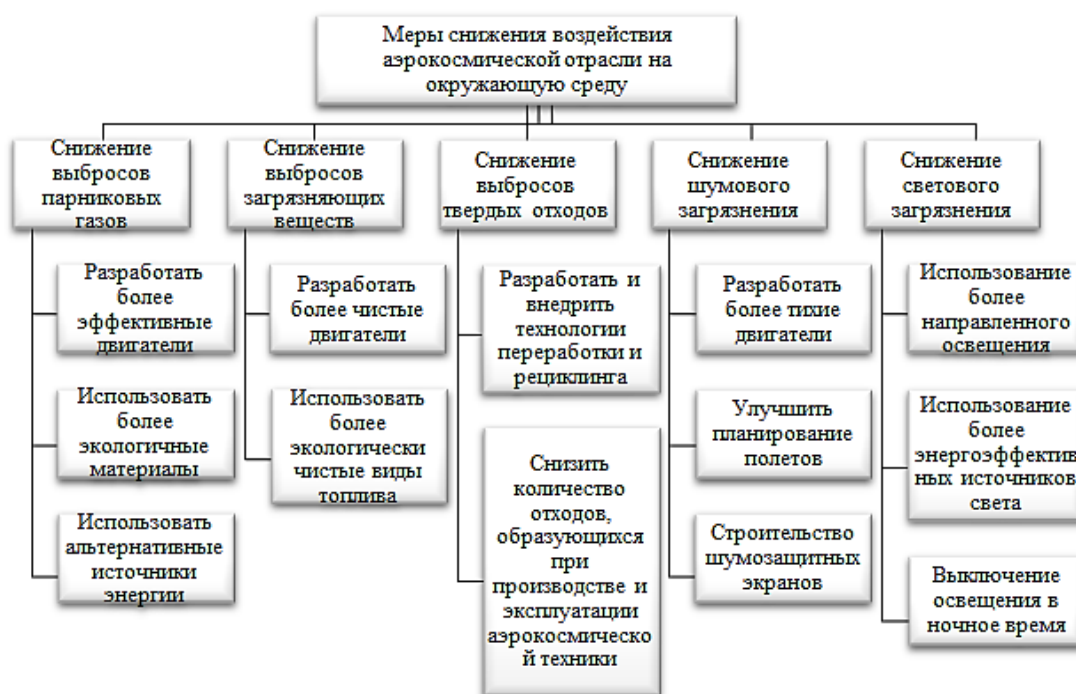 Меры снижения воздействия
аэрокосмической отрасли на
окружающую среду
Снижение
выбросов
парниковых
газов
Разработать
более
эффективные
двигатели
Использовать
более
экологичные
материалы
Использовать
альтернативные
источники
энергии
Снижение
выбросов
загрязняющих
веществ
Разработать
более чистые
двигатели
Использовать
более
экологически
чистые виды
топлива
Снижение
выбросов
твердых отходов
Разработать и
внедрить
технологии
переработки и
рециклинга
Снизить
количество
отходов,
образующихся
при
производстве и
эксплуатации
аэрокосмическо
й техники
Снижение
шумового
загрязнения
Разработать
более тихие
двигатели
Улучшить
планирование
полетов
Строительство
шумозащитных
экранов
Снижение
светового
загрязнения
Использование
более
направленного
освещения
Использование
более
энергоэффектив
ных источников
света
Выключение
освещения в
ночное время